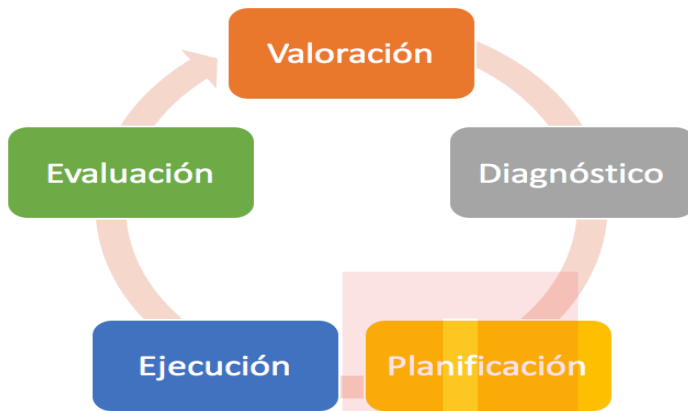 Valoración
Diagnóstico
Planificación
Ejecución
Evaluación